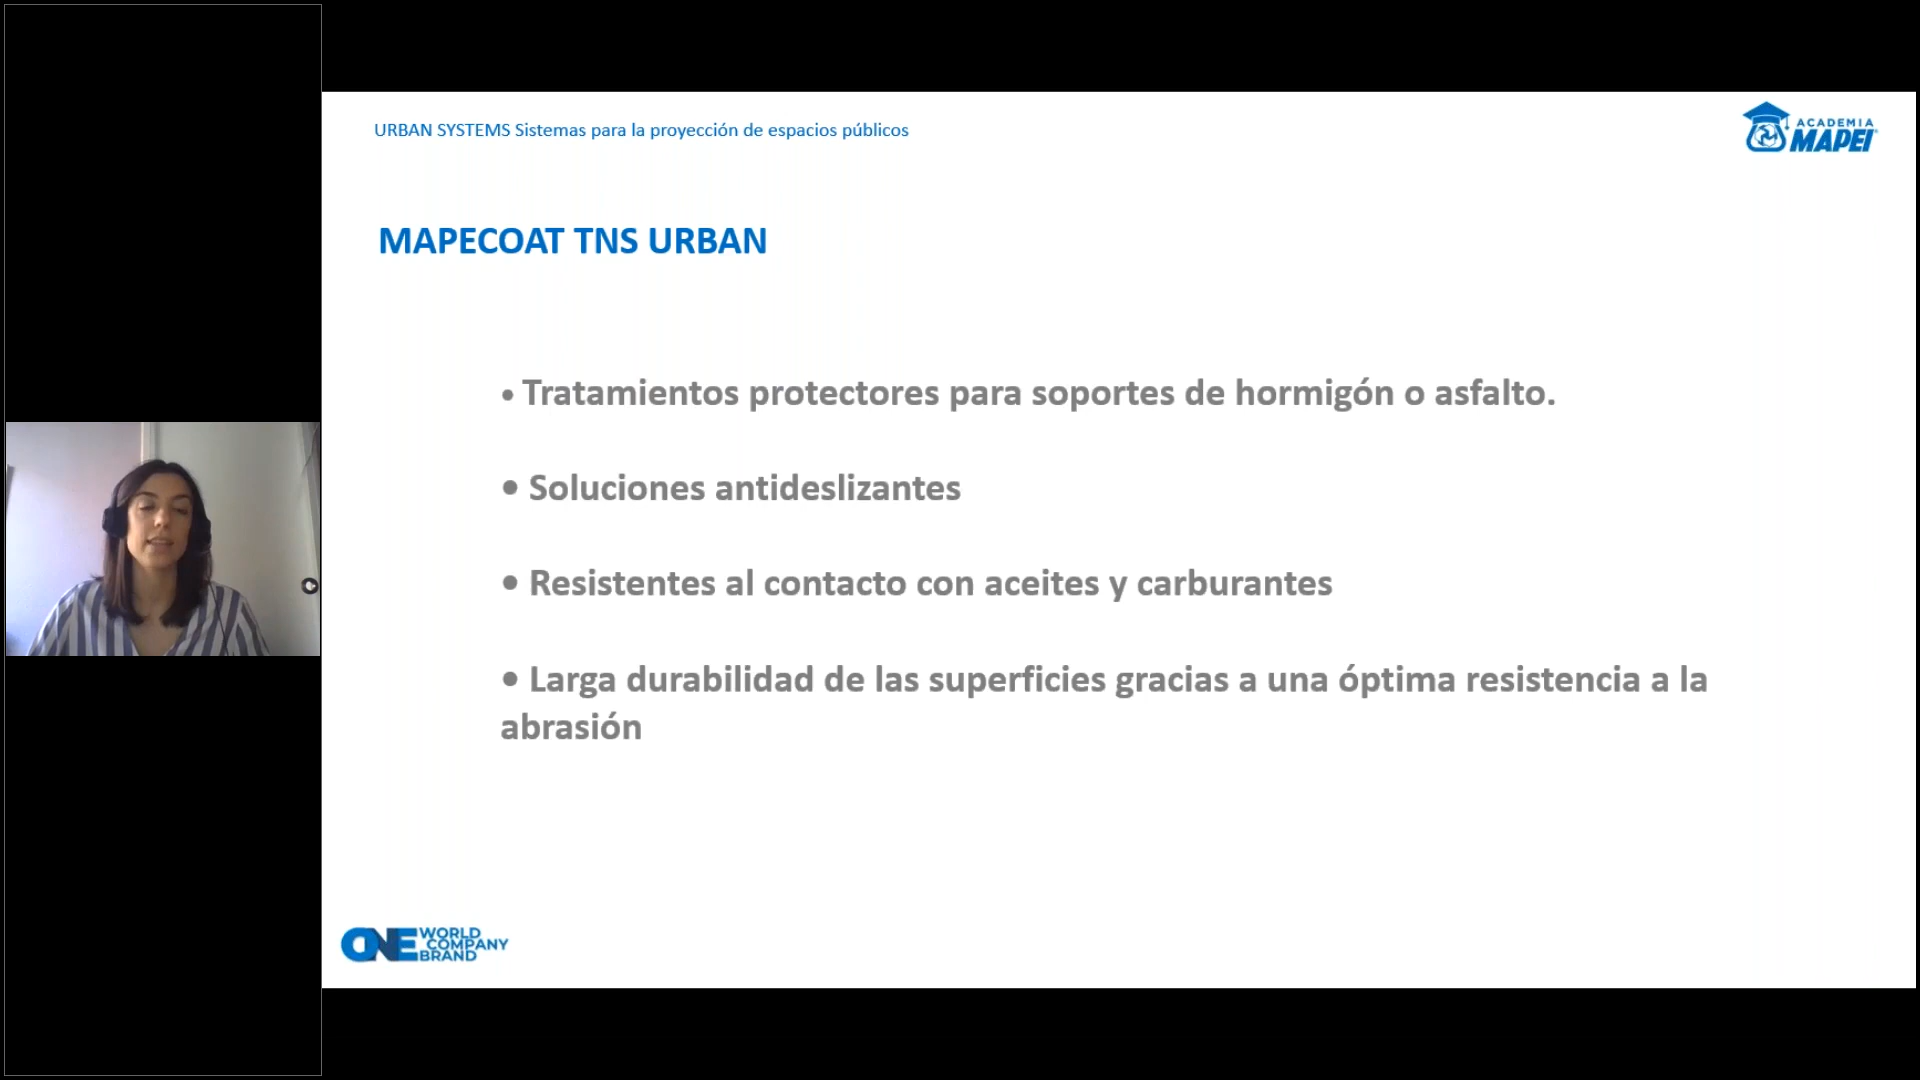 URBAN SYSTEMS Sistemas para la proyección de espacios públicos
ACADEMIA
MAPEI
MAPECOAT TNS URBAN
• Tratamientos protectores para soportes de hormigón o asfalto.
• Soluciones antideslizantes
• Resistentes al contacto con aceites y carburantes
• Larga durabilidad de las superficies gracias a una óptima resistencia a la
abrasión
ONE WORLD
COMPANY
BRAND